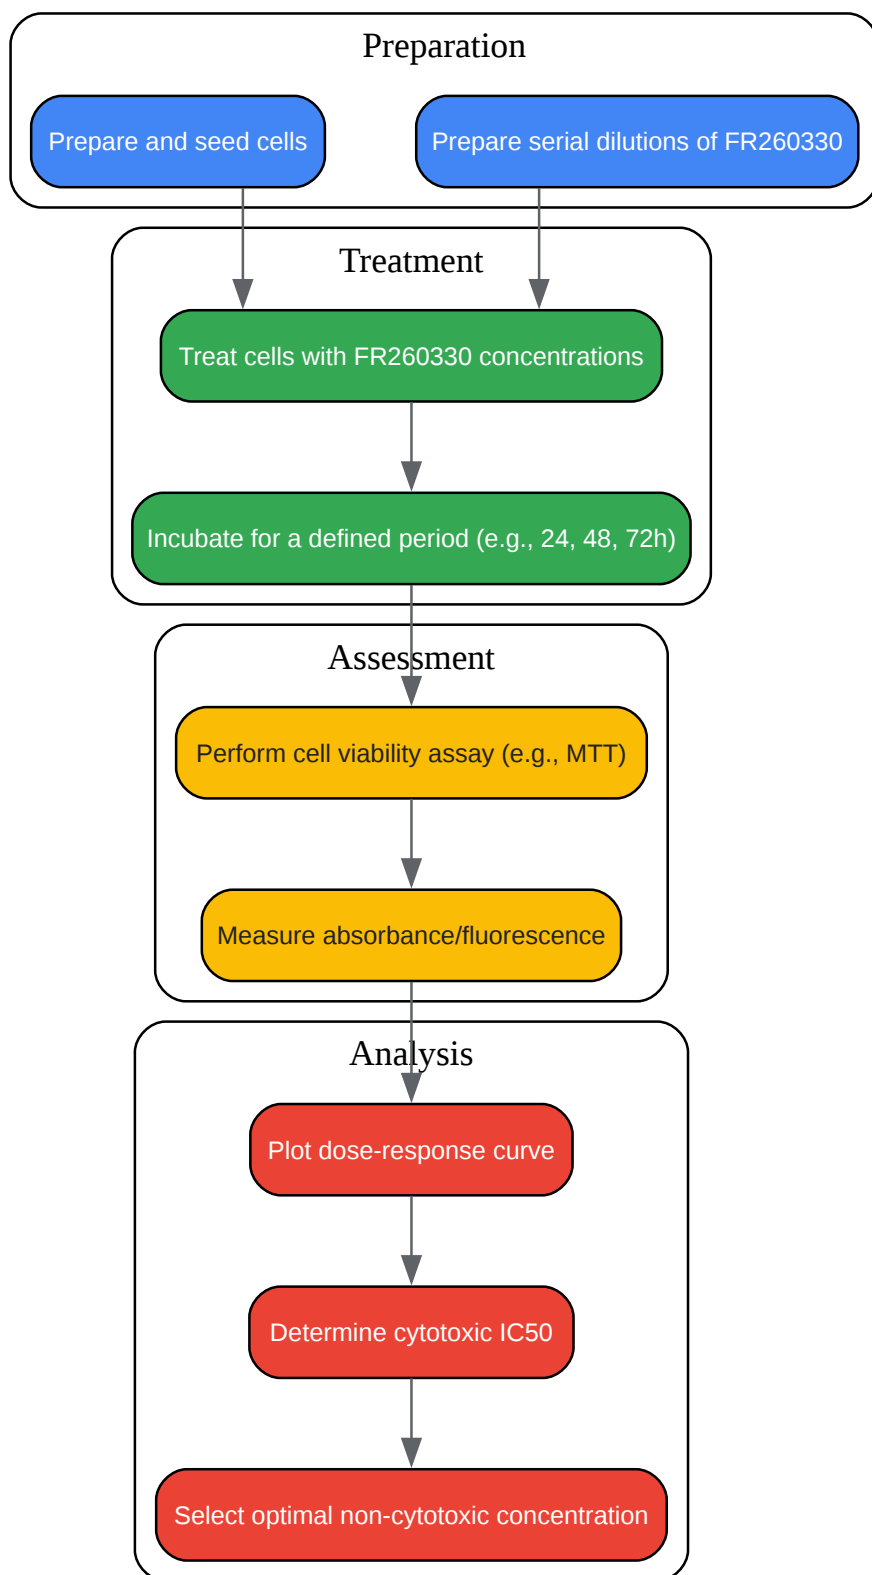 Preparation
Prepare and seed cells
Prepare serial dilutions of FR260330
Treatment
Treat cells with FR260330 concentrations
Incubate for a defined period (e.g., 24, 48, 72h)
Assessment
Perform cell viability assay (e.g., MTT)
Measure absorbance/fluorescence
Analysis
Plot dose-response curve
Determine cytotoxic IC50
Select optimal non-cytotoxic concentration